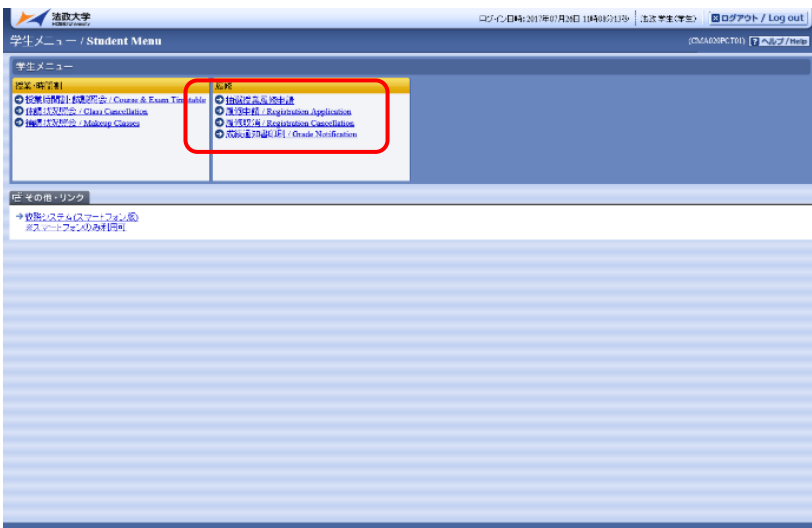 法政大学
HOSEI University
ログイン日時:2017年07月28日 11時08分13秒 法政 学生(学生) ログアウト / Log out
学生メニュー / Student Menu
(CMA020PCT01) ヘルプ/Help
学生メニュー
授業・時間割
授業時間割・試験照会 / Course & Exam Timetable
休講状況照会 / Class Cancellation
補講状況照会 / Makeup Classes
履修
抽選授業履修申請
履修申請 / Registration Application
履修取消 / Registration Cancellation
成績通知書印刷 / Grade Notification
その他・リンク
教務システム(スマートフォン版)
※スマートフォンのみ利用可